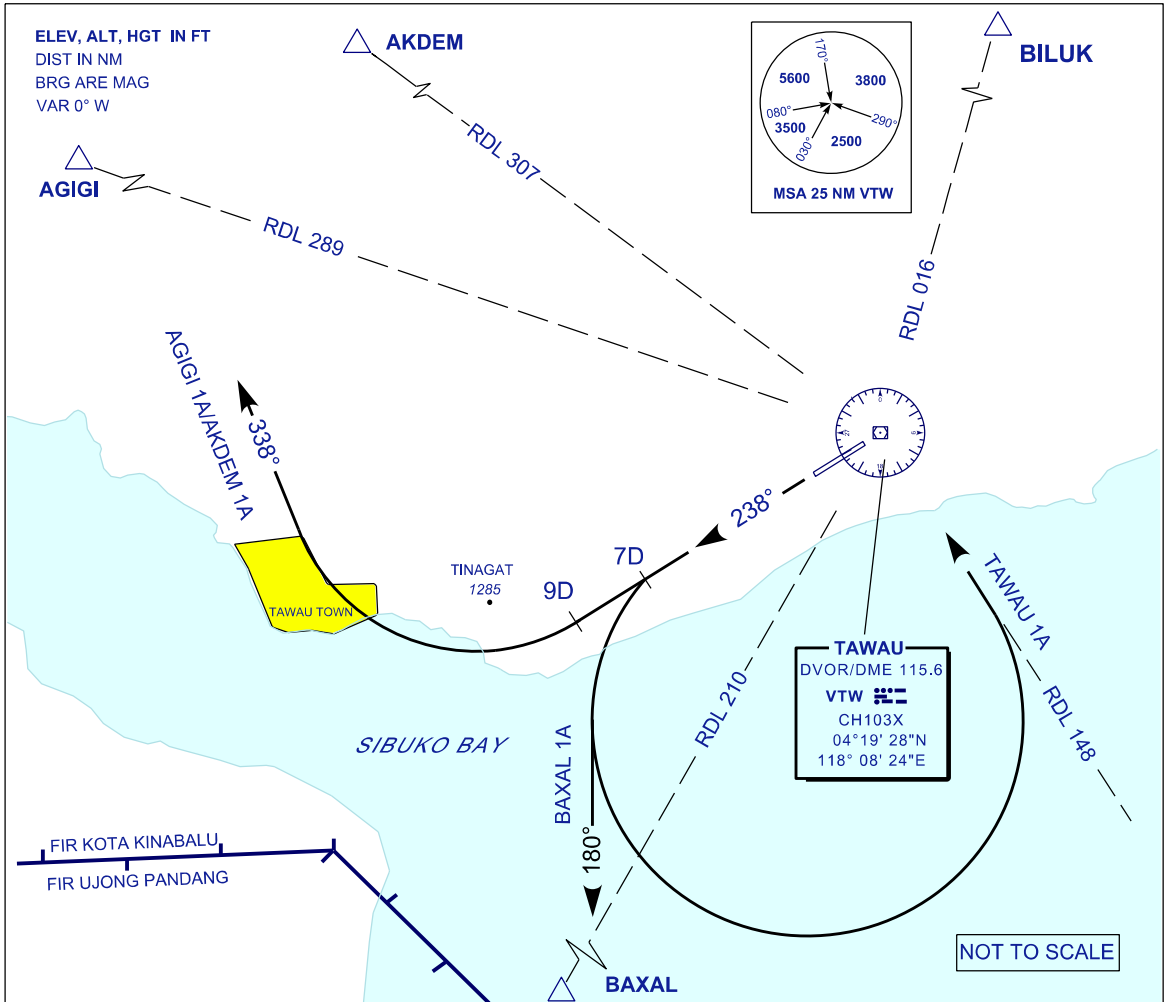 ELEV, ALT, HGT IN FT
DIST IN NM
BRG ARE MAG
VAR 0° W
AKDEM
BILUK
AGIGI
170°
5600
3800
080°
290°
3500
030°
2500
MSA 25 NM VTW
RDL 307
RDL 289
RDL 016
AGIGI 1A/AKDEM 1A
338°
0
9
18
27
238°
7D
9D
TINAGAT
1285
TAWAU TOWN
TAWAU 1A
RDL 148
TAWAU
DVOR/DME 115.6
VTW
CH103X
04°19' 28"N
118° 08' 24"E
RDL 210
SIBUKO BAY
BAXAL 1A
180°
FIR KOTA KINABALU
FIR UJONG PANDANG
NOT TO SCALE
BAXAL